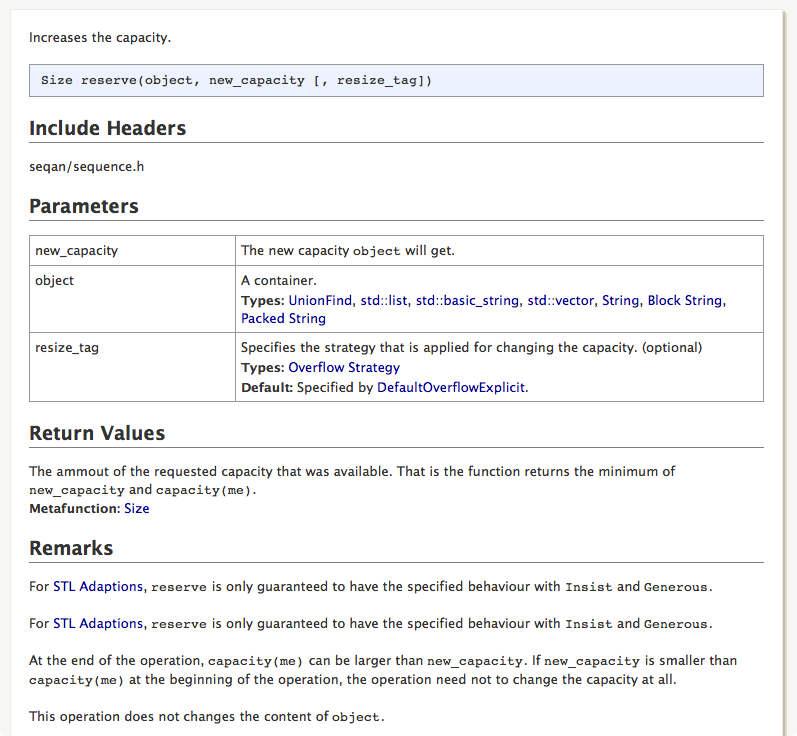 Increases the capacity.
Size reserve(object, new_capacity [, resize_tag])
Include Headers
seqan/sequence.h
Parameters
new_capacity The new capacity object will get.
object A container.
Types: UnionFind, std::list, std::basic_string, std::vector, String, Block String,
Packed String
resize_tag Specifies the strategy that is applied for changing the capacity. (optional)
Types: Overflow Strategy
Default: Specified by DefaultOverflowExplicit.
Return Values
The ammout of the requested capacity that was available. That is the function returns the minimum of
new_capacity and capacity(me).
Metafunction: Size
Remarks
For STL Adaptions, reserve is only guaranteed to have the specified behaviour with Insist and Generous.
For STL Adaptions, reserve is only guaranteed to have the specified behaviour with Insist and Generous.
At the end of the operation, capacity(me) can be larger than new_capacity. If new_capacity is smaller than
capacity(me) at the beginning of the operation, the operation need not to change the capacity at all.
This operation does not changes the content of object.